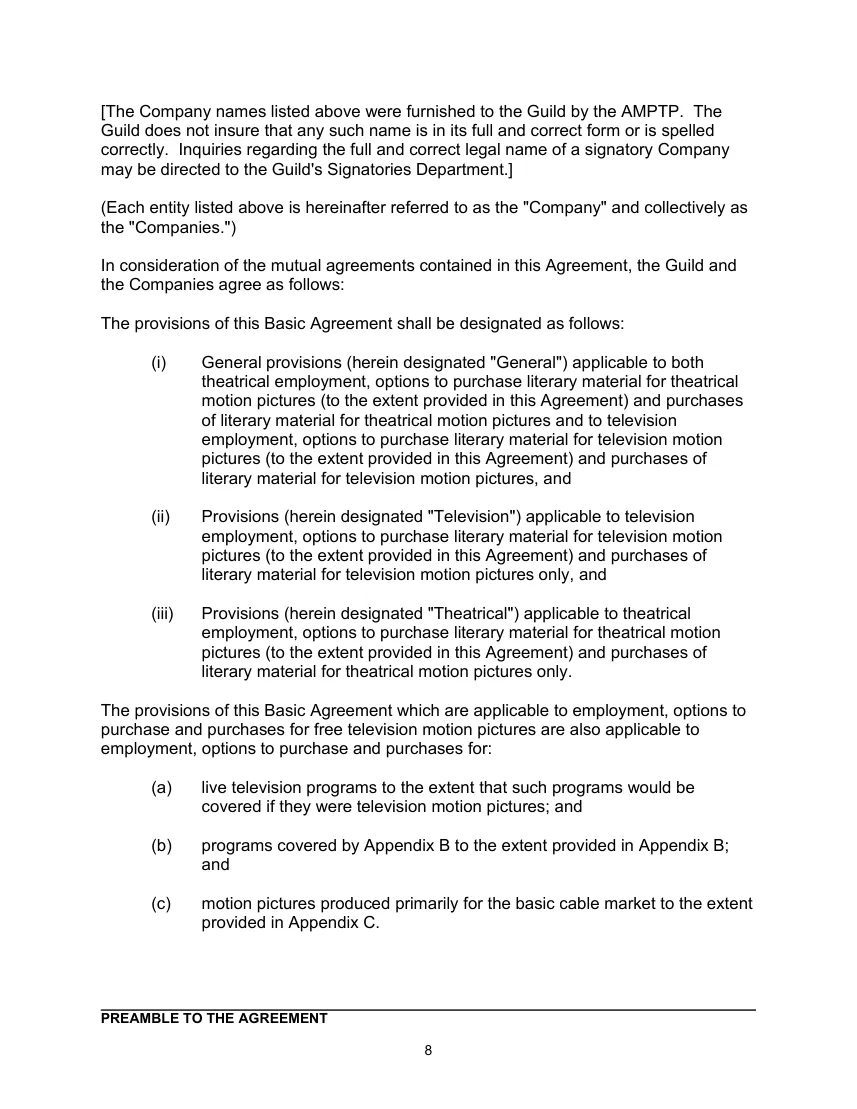 [The Company names listed above were furnished to the Guild by the AMPTP.  The
Guild does not insure that any such name is in its full and correct form or is spelled
correctly.  Inquiries regarding the full and correct legal name of a signatory Company
may be directed to the Guild's Signatories Department.]
(Each entity listed above is hereinafter referred to as the "Company" and collectively as
the "Companies.")
In consideration of the mutual agreements contained in this Agreement, the Guild and
the Companies agree as follows:
The provisions of this Basic Agreement shall be designated as follows:
(i) General provisions (herein designated "General") applicable to both
theatrical employment, options to purchase literary material for theatrical
motion pictures (to the extent provided in this Agreement) and purchases
of literary material for theatrical motion pictures and to television
employment, options to purchase literary material for television motion
pictures (to the extent provided in this Agreement) and purchases of
literary material for television motion pictures, and
(ii) Provisions (herein designated "Television") applicable to television
employment, options to purchase literary material for television motion
pictures (to the extent provided in this Agreement) and purchases of
literary material for television motion pictures only, and
(iii) Provisions (herein designated "Theatrical") applicable to theatrical
employment, options to purchase literary material for theatrical motion
pictures (to the extent provided in this Agreement) and purchases of
literary material for theatrical motion pictures only.
The provisions of this Basic Agreement which are applicable to employment, options to
purchase and purchases for free television motion pictures are also applicable to
employment, options to purchase and purchases for:
(a) live television programs to the extent that such programs would be
covered if they were television motion pictures; and
(b) programs covered by Appendix B to the extent provided in Appendix B;
and
(c) motion pictures produced primarily for the basic cable market to the extent
provided in Appendix C.
PREAMBLE TO THE AGREEMENT
8